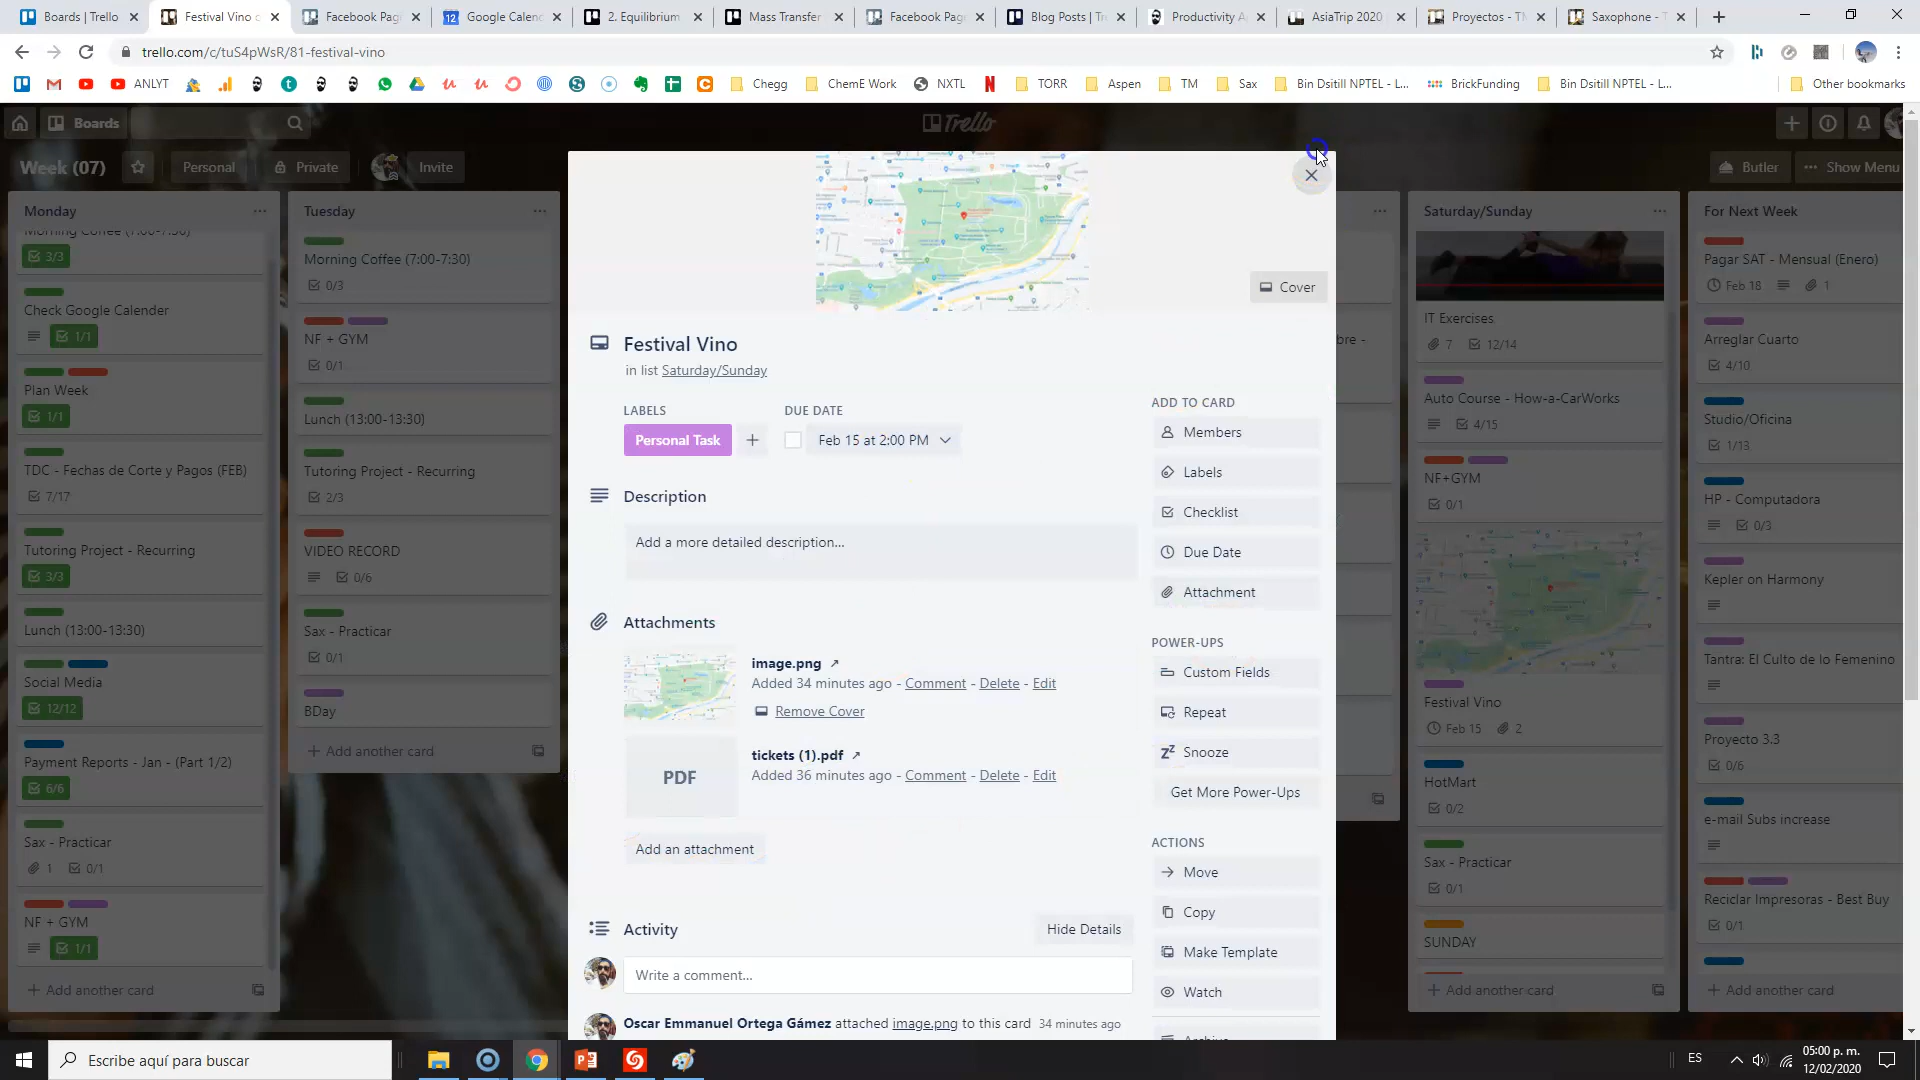 Boards | Trello
Festival Vino o
Facebook Pag
Google Calend
2. Equilibrium
Mass Transfer
Facebook Pag
Blog Posts | Tr
Productivity A
AsiaTrip 2020
Proyectos - Th
Saxophone - T
trello.com/c/tuS4pWsR/81-festival-vino
ANLYT
Chegg
ChemE Work
NXTL
TORR
Aspen
TM
Sax
Bin Dsitill NPTEL - L...
BrickFunding
Bin Dsitill NPTEL - L...
Other bookmarks
Boards
Trello
Week (07)
Personal
Private
Invite
Butler
Show Menu
Monday
Morning Coffee (7:00-7:30)
3/3
Check Google Calender
1/1
Plan Week
1/1
TDC - Fechas de Corte y Pagos (FEB)
7/17
Tutoring Project - Recurring
3/3
Lunch (13:00-13:30)
Social Media
12/12
Payment Reports - Jan - (Part 1/2)
6/6
Sax - Practicar
1 0/1
NF + GYM
1/1
+ Add another card
Tuesday
Morning Coffee (7:00-7:30)
0/3
NF + GYM
0/1
Lunch (13:00-13:30)
Tutoring Project - Recurring
2/3
VIDEO RECORD
0/6
Sax - Practicar
0/1
BDay
+ Add another card
Cover
Festival Vino
in list Saturday/Sunday
LABELS
Personal Task
+
DUE DATE
Feb 15 at 2:00 PM
Description
Add a more detailed description...
Attachments
image.png
Added 34 minutes ago - Comment - Delete - Edit
Remove Cover
PDF
tickets (1).pdf
Added 36 minutes ago - Comment - Delete - Edit
Add an attachment
Activity
Hide Details
Write a comment...
Oscar Emmanuel Ortega Gámez attached image.png to this card 34 minutes ago
ADD TO CARD
Members
Labels
Checklist
Due Date
Attachment
POWER-UPS
Custom Fields
Repeat
Snooze
Get More Power-Ups
ACTIONS
Move
Copy
Make Template
Watch
Archive
bre -
Saturday/Sunday
IT Exercises
7 12/14
Auto Course - How-a-CarWorks
4/15
NF+GYM
0/1
Festival Vino
Feb 15 2
HotMart
0/2
Sax - Practicar
0/1
SUNDAY
+ Add another card
For Next Week
Pagar SAT - Mensual (Enero)
Feb 18 1
Arreglar Cuarto
4/10
Studio/Oficina
1/13
HP - Computadora
0/3
Kepler on Harmony
Tantra: El Culto de lo Femenino
Proyecto 3.3
0/6
e-mail Subs increase
Reciclar Impresoras - Best Buy
0/1
+ Add another card
Escribe aquí para buscar
ES
05:00 p. m.
12/02/2020